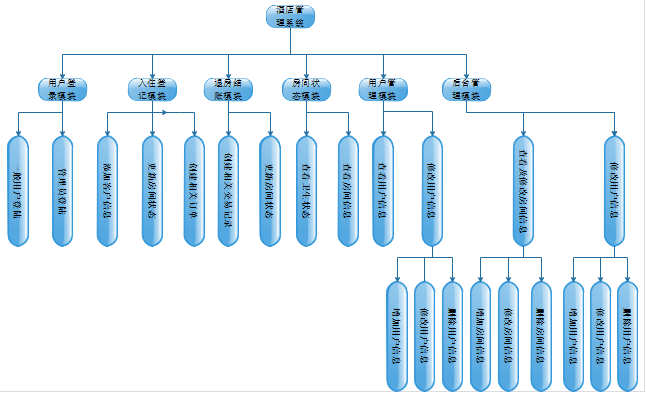 酒店管
理系统
用户登
录模块
入住登
记模块
退房结
账模块
房间状
态模块
用户管
理模块
后台管
理模块
一般用户登陆
管理员登陆
添加客户信息
更新房间状态
创建相关订单
创建相关交易记录
更新房间状态
查看卫生状态
查看房间信息
查看用户信息
修改用户信息
查看及修改房间信息
修改用户信息
增加用户信息
修改用户信息
删除用户信息
增加房间信息
修改房间信息
删除房间信息
增加用户信息
修改用户信息
删除用户信息